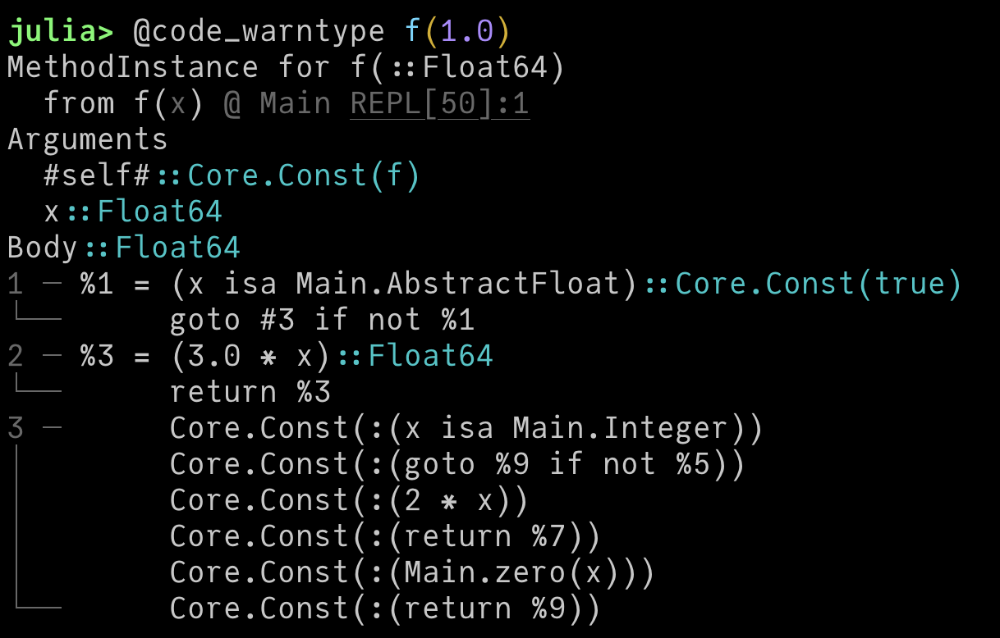 julia> @code_warntype f(1.0)
MethodInstance for f(::Float64)
  from f(x) @ Main REPL[50]:1
Arguments
  #self#::Core.Const(f)
  x::Float64
Body::Float64
1 ─ %1 = (x isa Main.AbstractFloat)::Core.Const(true)
└──      goto #3 if not %1
2 ─ %3 = (3.0 * x)::Float64
└──      return %3
3 ─      Core.Const(:(x isa Main.Integer))
│        Core.Const(:(goto %9 if not %5))
│        Core.Const(:(2 * x))
│        Core.Const(:(return %7))
│        Core.Const(:(Main.zero(x)))
└──      Core.Const(:(return %9))